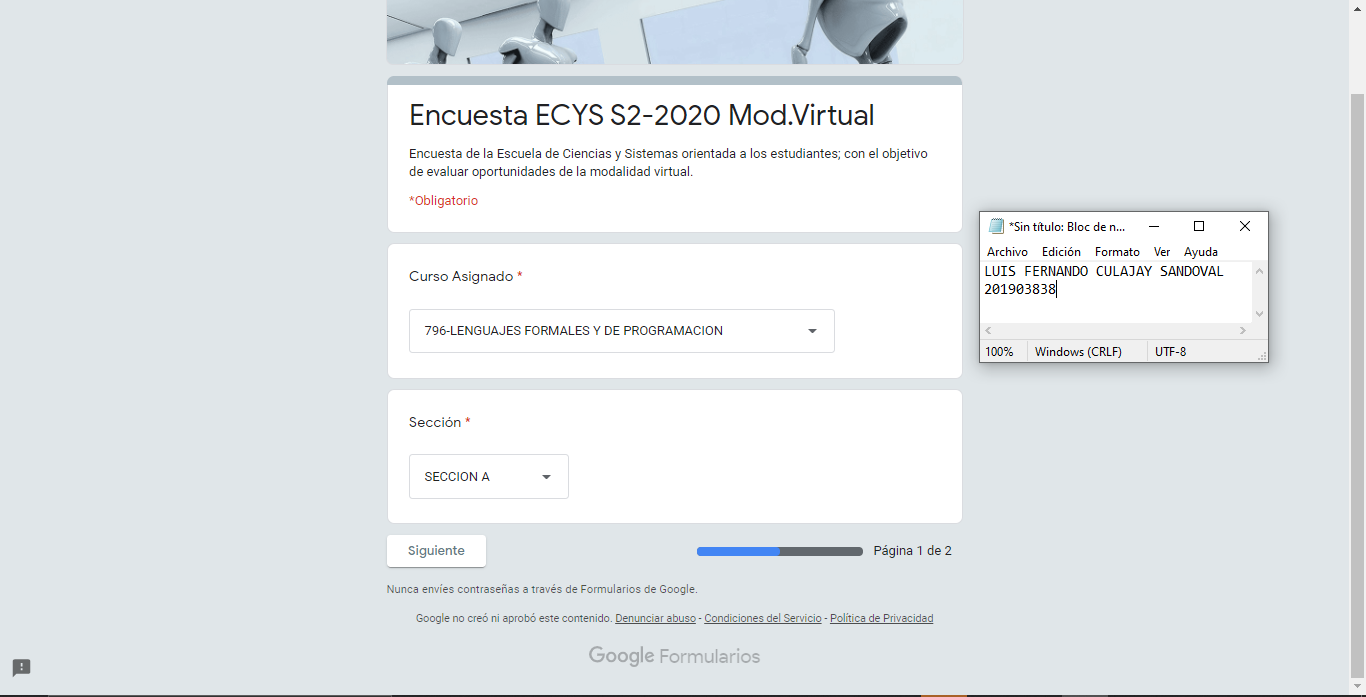 Encuesta ECYS S2-2020 Mod.Virtual
Encuesta de la Escuela de Ciencias y Sistemas orientada a los estudiantes; con el objetivo
de evaluar oportunidades de la modalidad virtual.
*Obligatorio
Curso Asignado *
796-LENGUAJES FORMALES Y DE PROGRAMACION
Sección *
SECCION A
Siguiente
Página 1 de 2
Nunca envíes contraseñas a través de Formularios de Google.
Google no creó ni aprobó este contenido. Denunciar abuso - Condiciones del Servicio - Política de Privacidad
Google Formularios
*Sin título: Bloc de n...
Archivo Edición Formato Ver Ayuda
LUIS FERNANDO CULAJAY SANDOVAL
201903838
100% Windows (CRLF) UTF-8